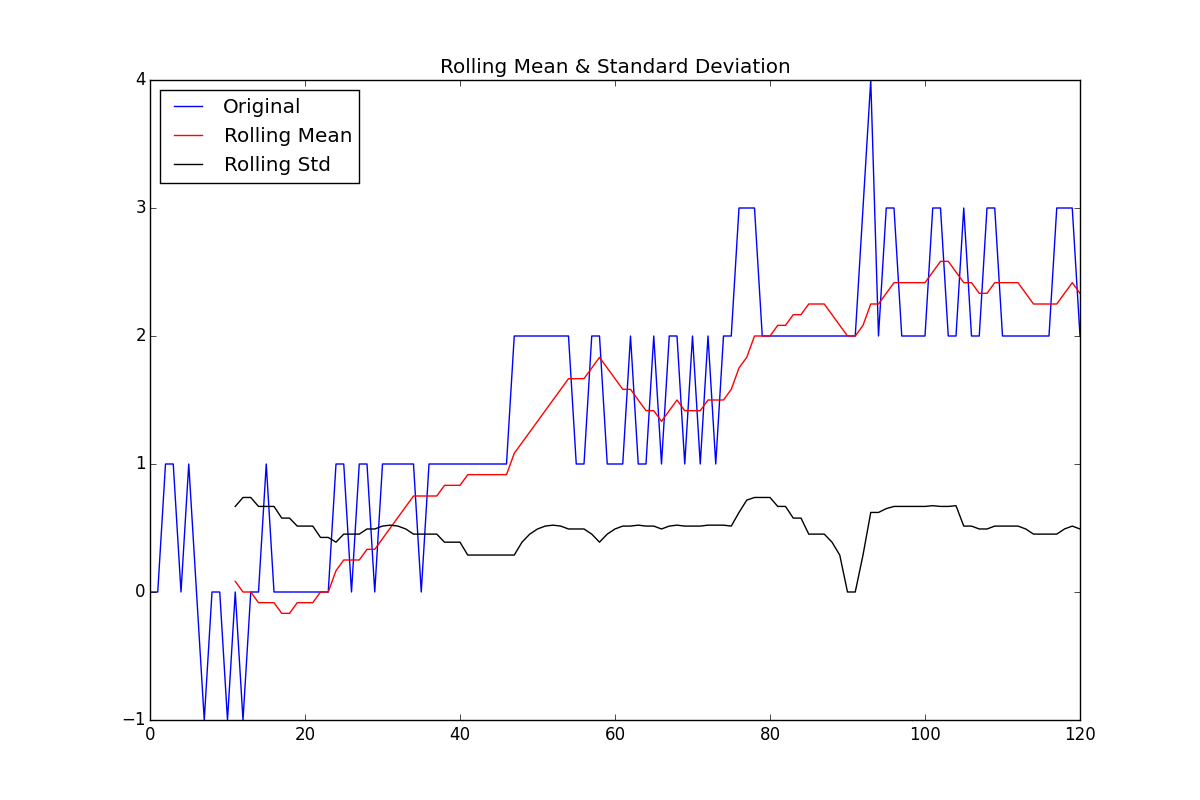 Rolling Mean & Standard Deviation
4
Original
Rolling Mean
Rolling Std
3
2
1
0
−1
0 20 40 60 80 100 120